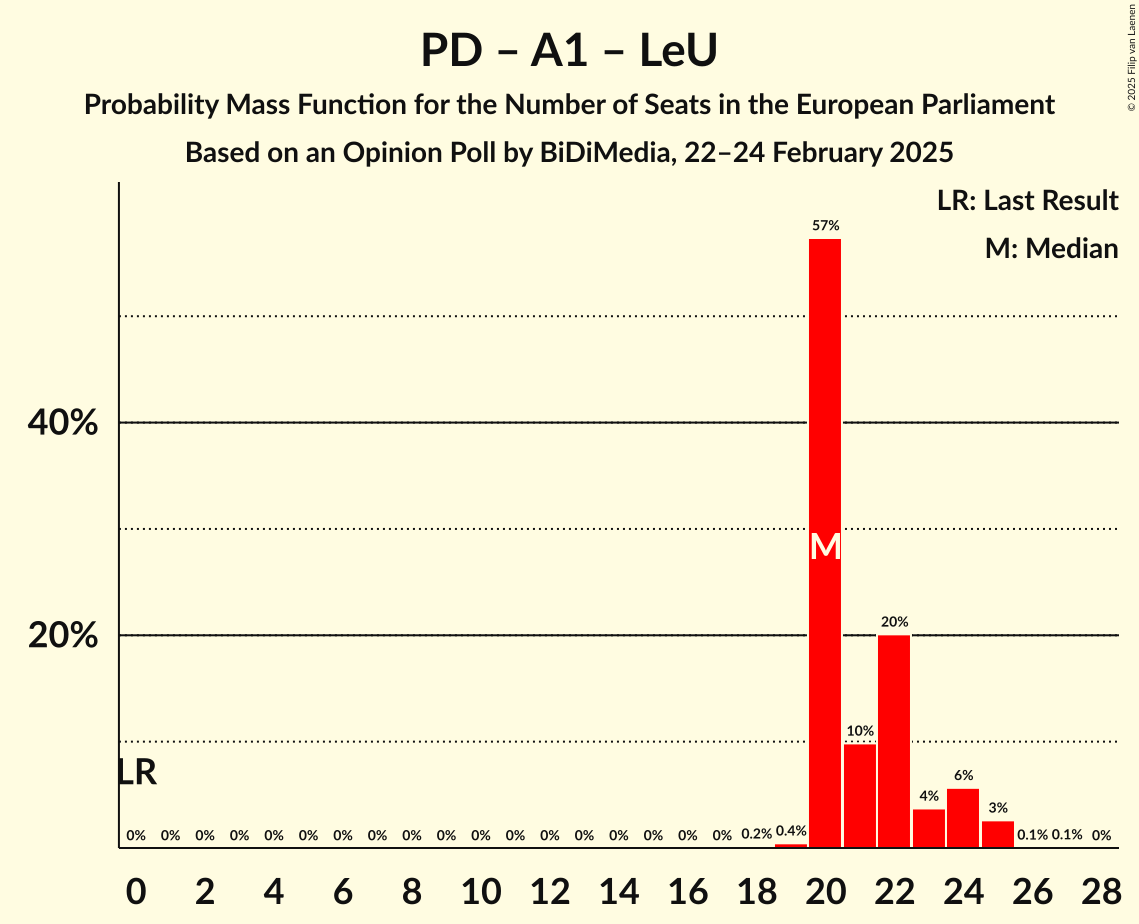 PD – A1 – LeU
Probability Mass Function for the Number of Seats in the European Parliament
Based on an Opinion Poll by BiDiMedia, 22–24 February 2025
© 2025 Filip van Laenen
LR: Last Result
M: Median
57%
40%
M
20%
20%
10%
LR
6%
4%
3%
0% 0% 0% 0% 0% 0% 0% 0% 0% 0% 0% 0% 0% 0% 0% 0% 0% 0% 0.2% 0.4% 0.1% 0.1% 0%
0 2 4 6 8 10 12 14 16 18 20 22 24 26 28